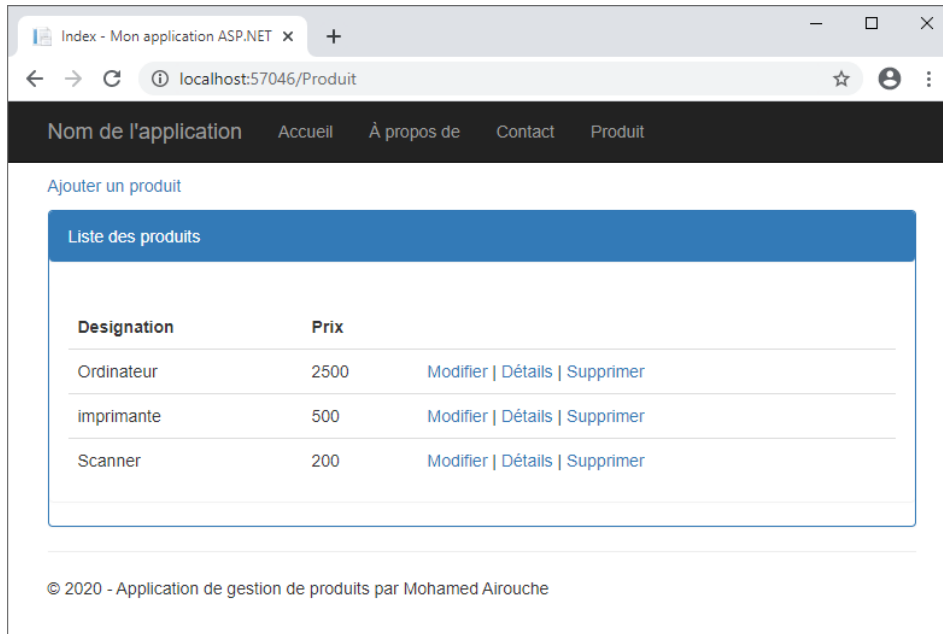 Index - Mon application ASP.NET
localhost:57046/Produit
Nom de l'application Accueil À propos de Contact Produit
Ajouter un produit
Liste des produits
Designation Prix
Ordinateur 2500 Modifier | Détails | Supprimer
imprimante 500 Modifier | Détails | Supprimer
Scanner 200 Modifier | Détails | Supprimer
© 2020 - Application de gestion de produits par Mohamed Airouche